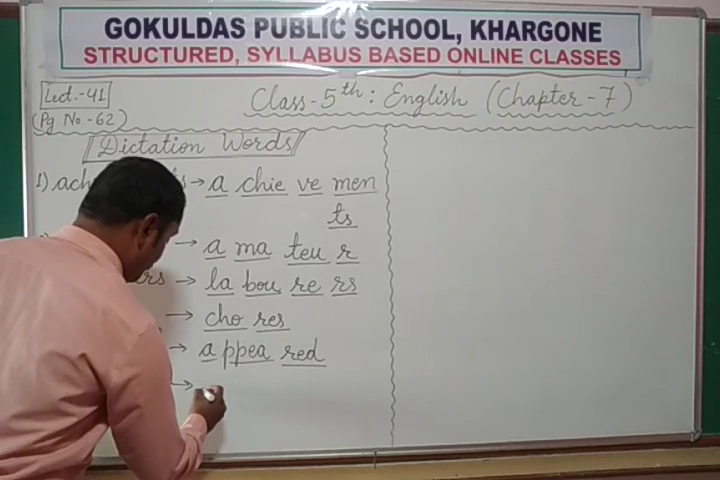 GOKULDAS PUBLIC SCHOOL, KHARGONE
STRUCTURED, SYLLABUS BASED ONLINE CLASSES
Lect.-41
(Pg No.-62)
Class-5th: English (Chapter-7)
Dictation Words
1) ach ts → a chie ve men
ts
→ a ma teu r
rs → la bou re rs
→ cho res
→ a ppea red
→